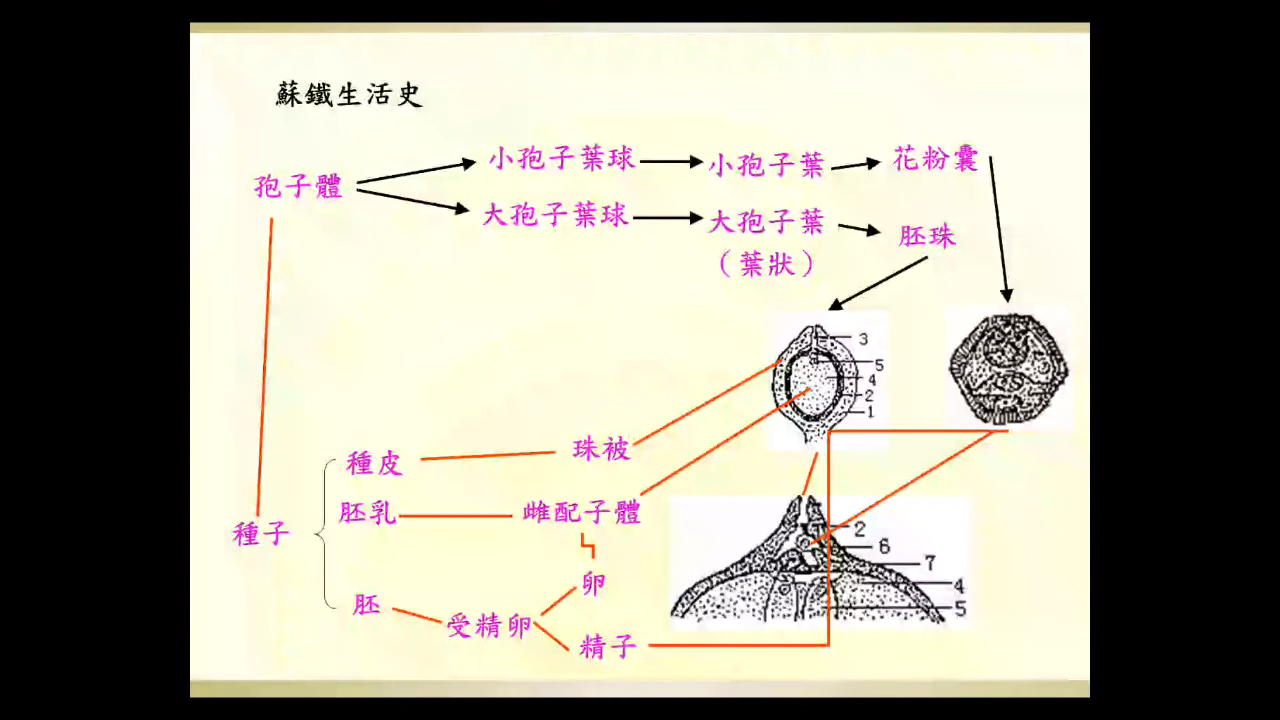 蘇鐵生活史
小孢子葉球
小孢子葉
花粉囊
孢子體
大孢子葉球
大孢子葉
(葉狀)
胚珠
3
5
4
2
1
種皮
珠被
胚乳
雌配子體
種子
2
6
7
4
5
胚
卵
受精卵
精子